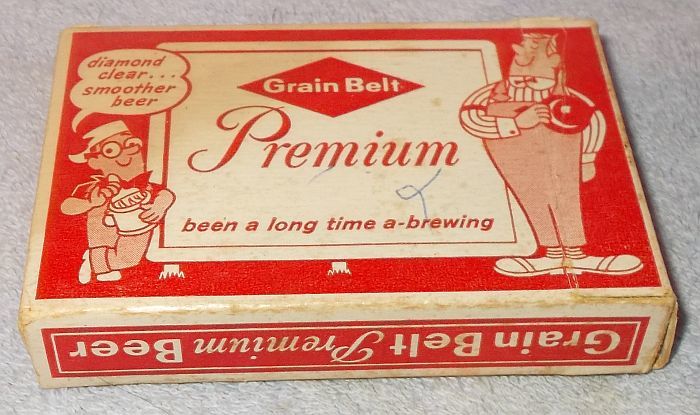 diamond
clear...
smoother
beer
Grain Belt
Premium
been a long time a-brewing
Grain Belt Premium Beer